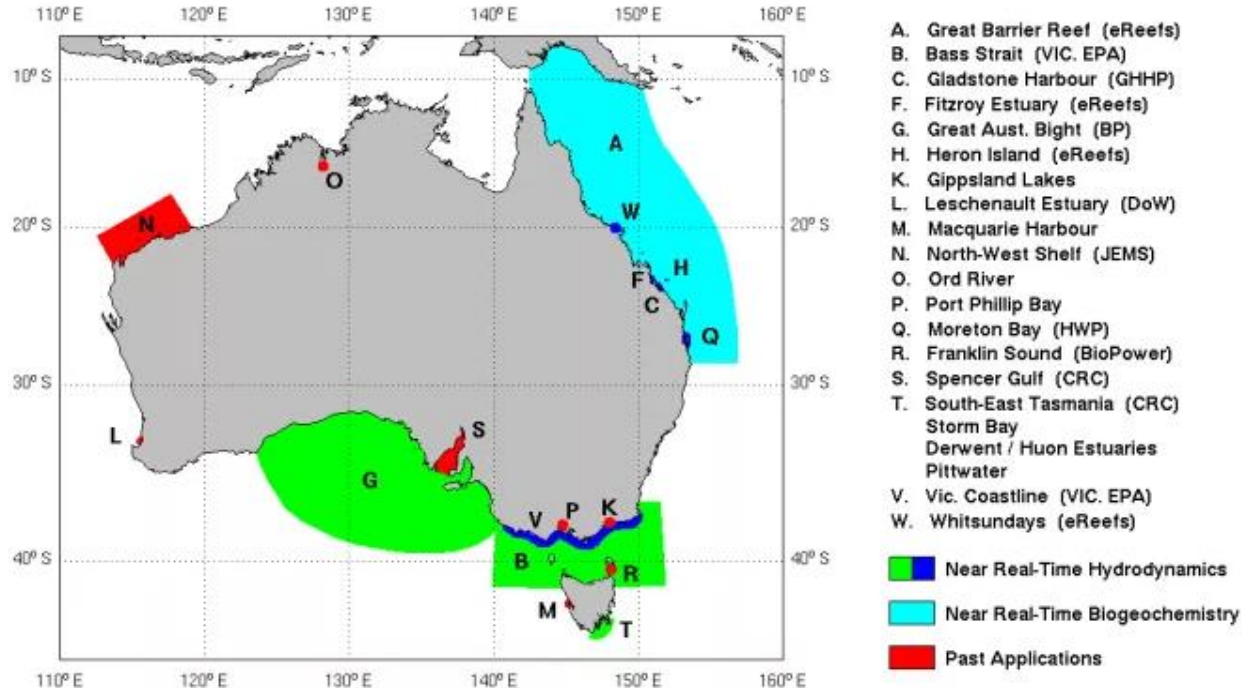 110° E 120° E 130° E 140° E 150° E 160° E
10° S 10° S
20° S 20° S
30° S 30° S
40° S 40° S
110° E 120° E 130° E 140° E 150° E 160° E
A
O
W
N
H
F
C
Q
L
S
G
V P K
B
R
M
T
A. Great Barrier Reef (eReefs)
B. Bass Strait (VIC. EPA)
C. Gladstone Harbour (GHHP)
F. Fitzroy Estuary (eReefs)
G. Great Aust. Bight (BP)
H. Heron Island (eReefs)
K. Gippsland Lakes
L. Leschenault Estuary (DoW)
M. Macquarie Harbour
N. North-West Shelf (JEMS)
O. Ord River
P. Port Phillip Bay
Q. Moreton Bay (HWP)
R. Franklin Sound (BioPower)
S. Spencer Gulf (CRC)
T. South-East Tasmania (CRC)
Storm Bay
Derwent / Huon Estuaries
Pittwater
V. Vic. Coastline (VIC. EPA)
W. Whitsundays (eReefs)
Near Real-Time Hydrodynamics
Near Real-Time Biogeochemistry
Past Applications